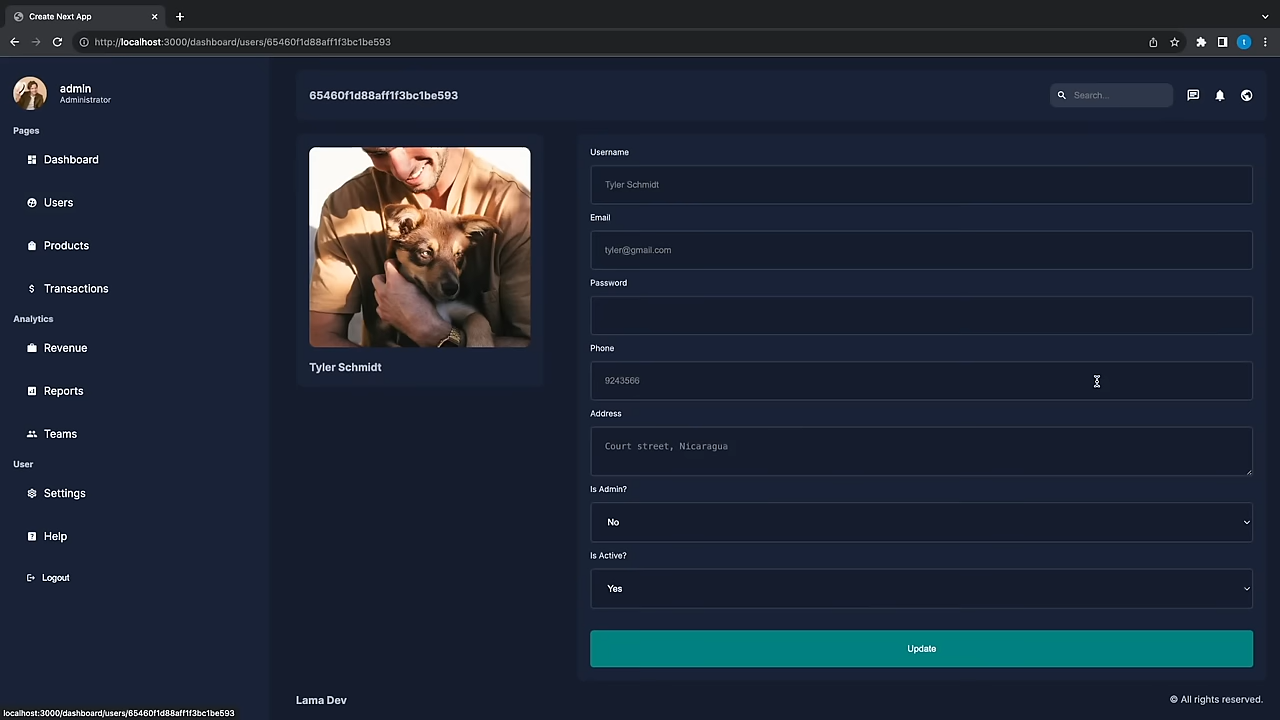 Create Next App
http://localhost:3000/dashboard/users/65460f1d88aff1f3bc1be593
t
admin
Administrator
Pages
Dashboard
Users
Products
Transactions
Analytics
Revenue
Reports
Teams
User
Settings
Help
Logout
65460f1d88aff1f3bc1be593
Search...
Tyler Schmidt
Username
Tyler Schmidt
Email
tyler@gmail.com
Password
Phone
9243566
Address
Court street, Nicaragua
Is Admin?
No
Is Active?
Yes
Update
Lama Dev
© All rights reserved.
localhost:3000/dashboard/users/65460f1d88aff1f3bc1be593